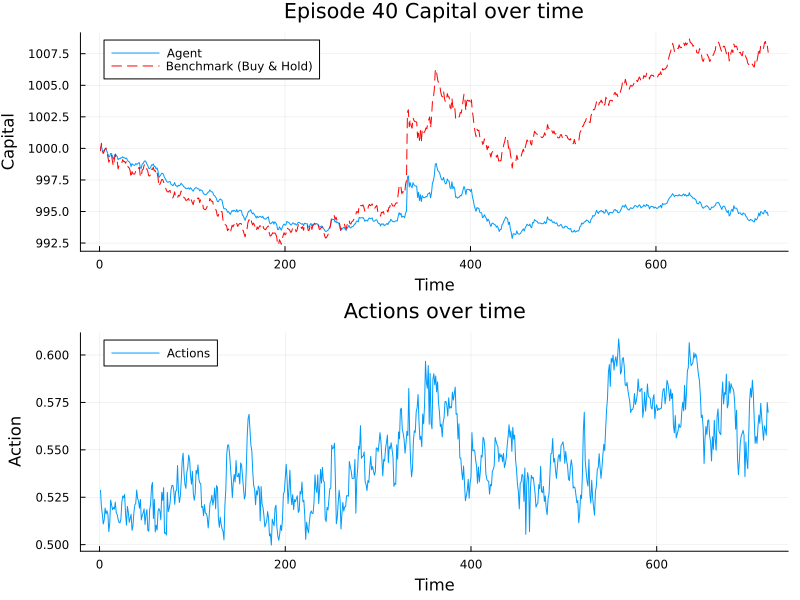 Episode 40 Capital over time
Agent
Benchmark (Buy & Hold)
1007.5
1005.0
1002.5
1000.0
997.5
995.0
992.5
Capital
0
200
400
600
Time
Actions over time
Actions
0.600
0.575
0.550
0.525
0.500
Action
0
200
400
600
Time